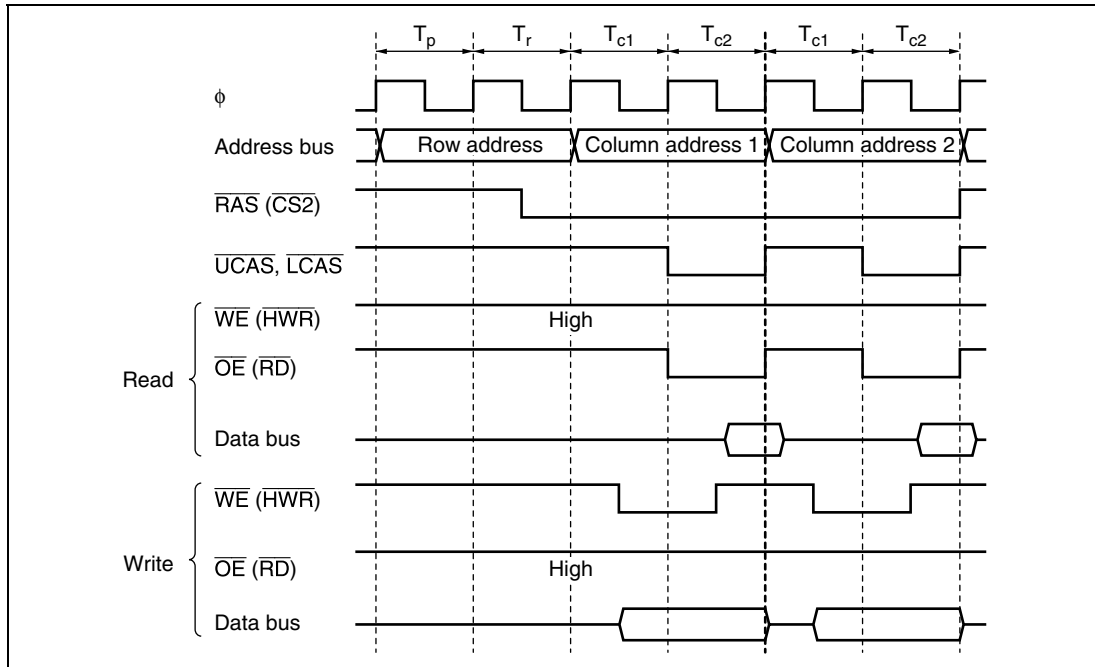 Tp Tr Tc1 Tc2 Tc1 Tc2
φ
Address bus Row address Column address 1 Column address 2
RAS (CS2)
UCAS, LCAS
WE (HWR) High
Read OE (RD)
Data bus
WE (HWR)
Write OE (RD) High
Data bus